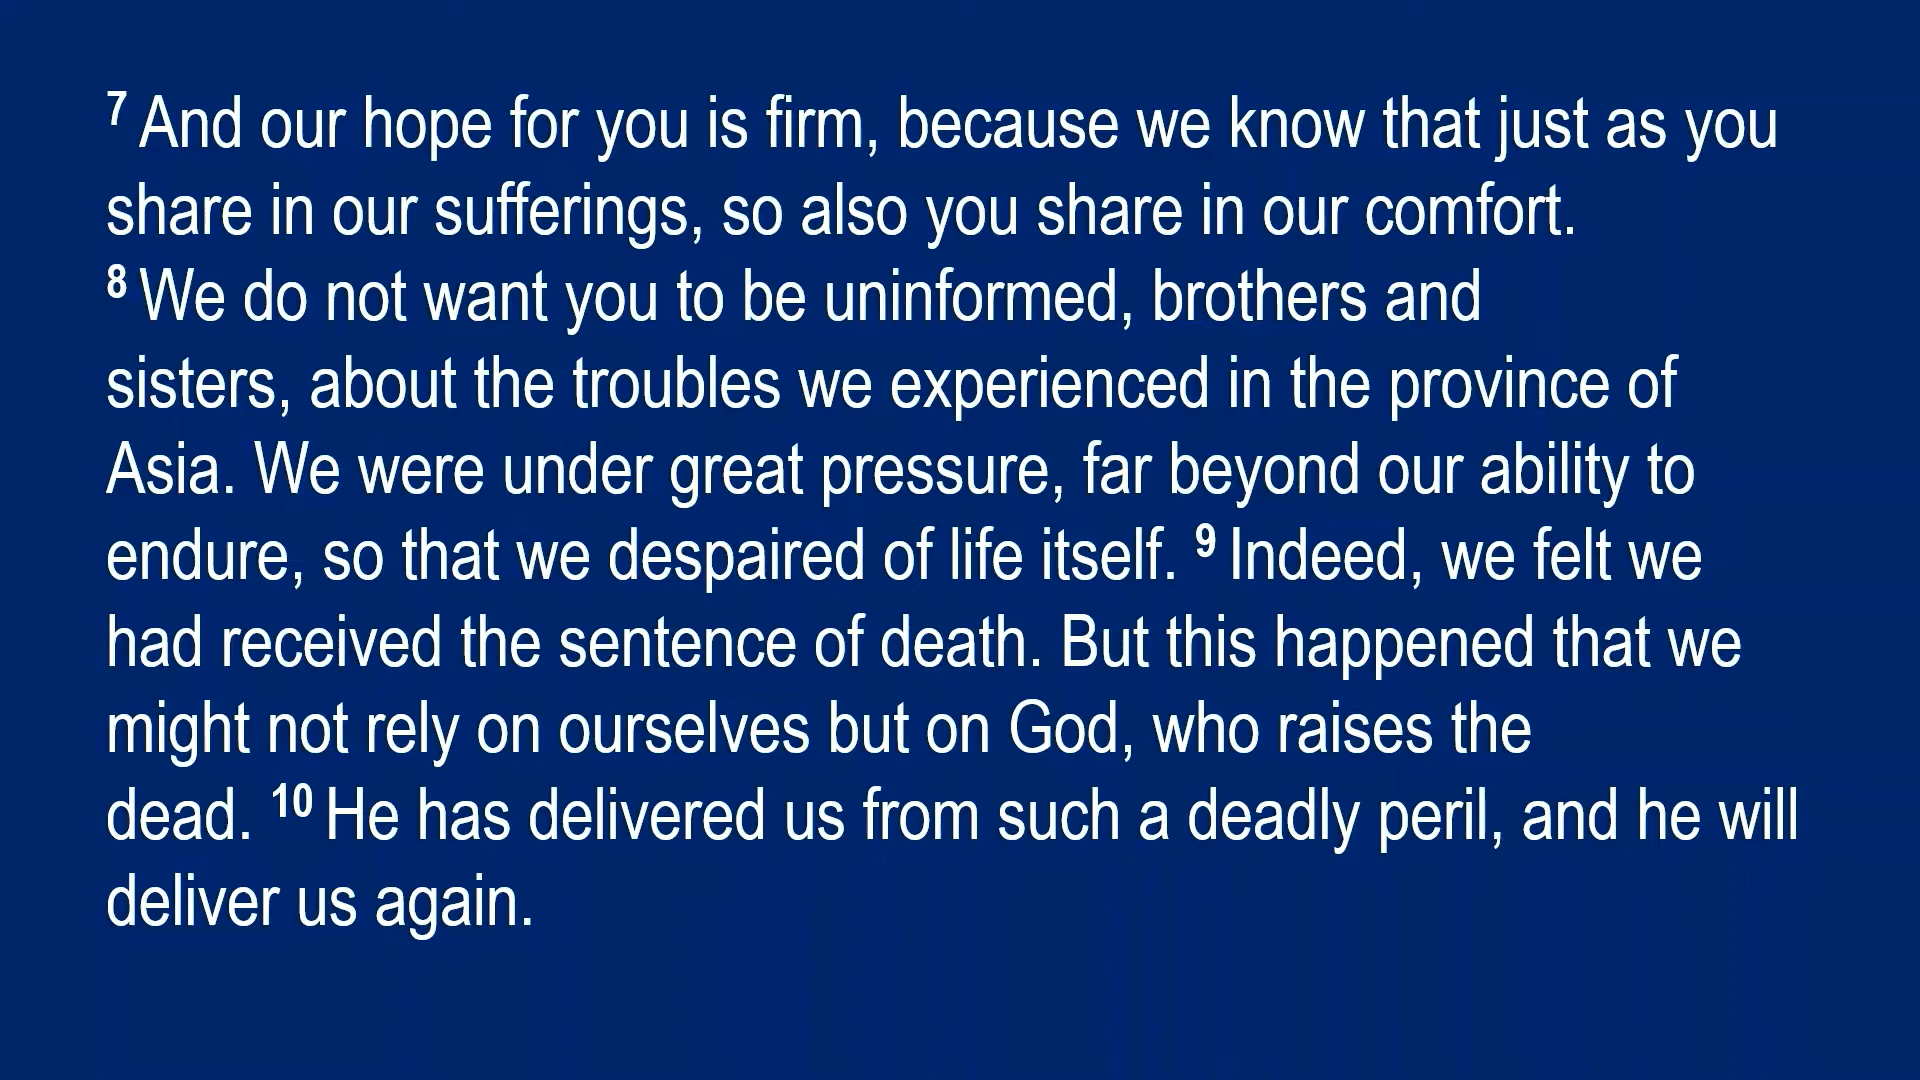 7 And our hope for you is firm, because we know that just as you
share in our sufferings, so also you share in our comfort.
8 We do not want you to be uninformed, brothers and
sisters, about the troubles we experienced in the province of
Asia. We were under great pressure, far beyond our ability to
endure, so that we despaired of life itself. 9 Indeed, we felt we
had received the sentence of death. But this happened that we
might not rely on ourselves but on God, who raises the
dead. 10 He has delivered us from such a deadly peril, and he will
deliver us again.